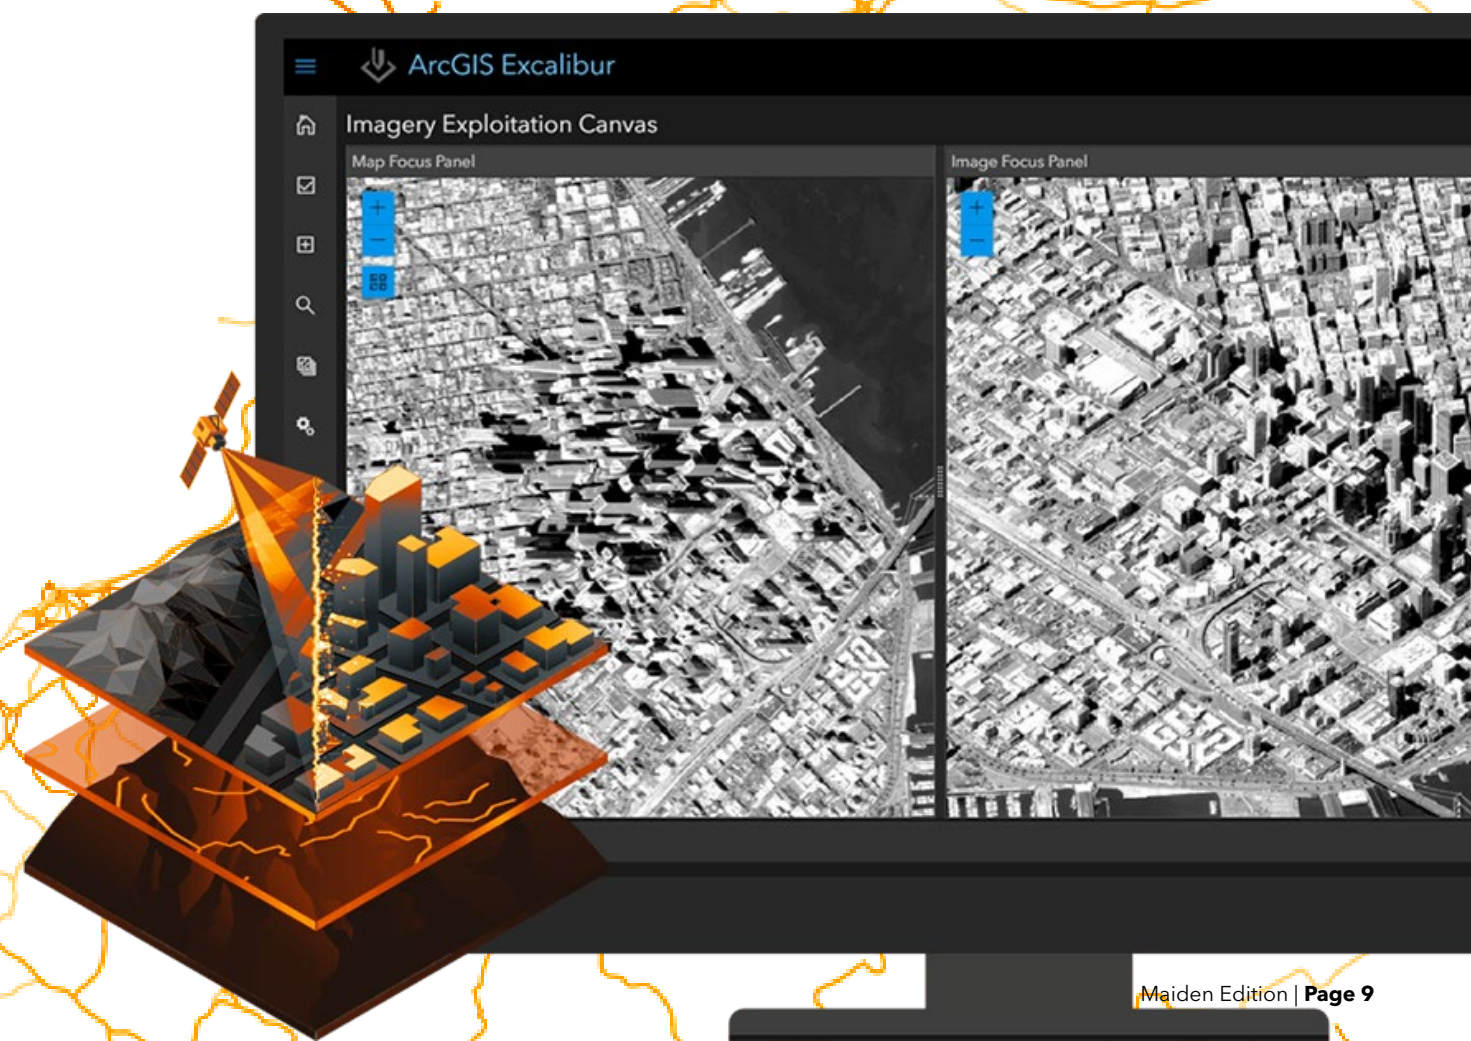 ArcGIS Excalibur
Imagery Exploitation Canvas
Map Focus Panel
Image Focus Panel
Maiden Edition | Page 9